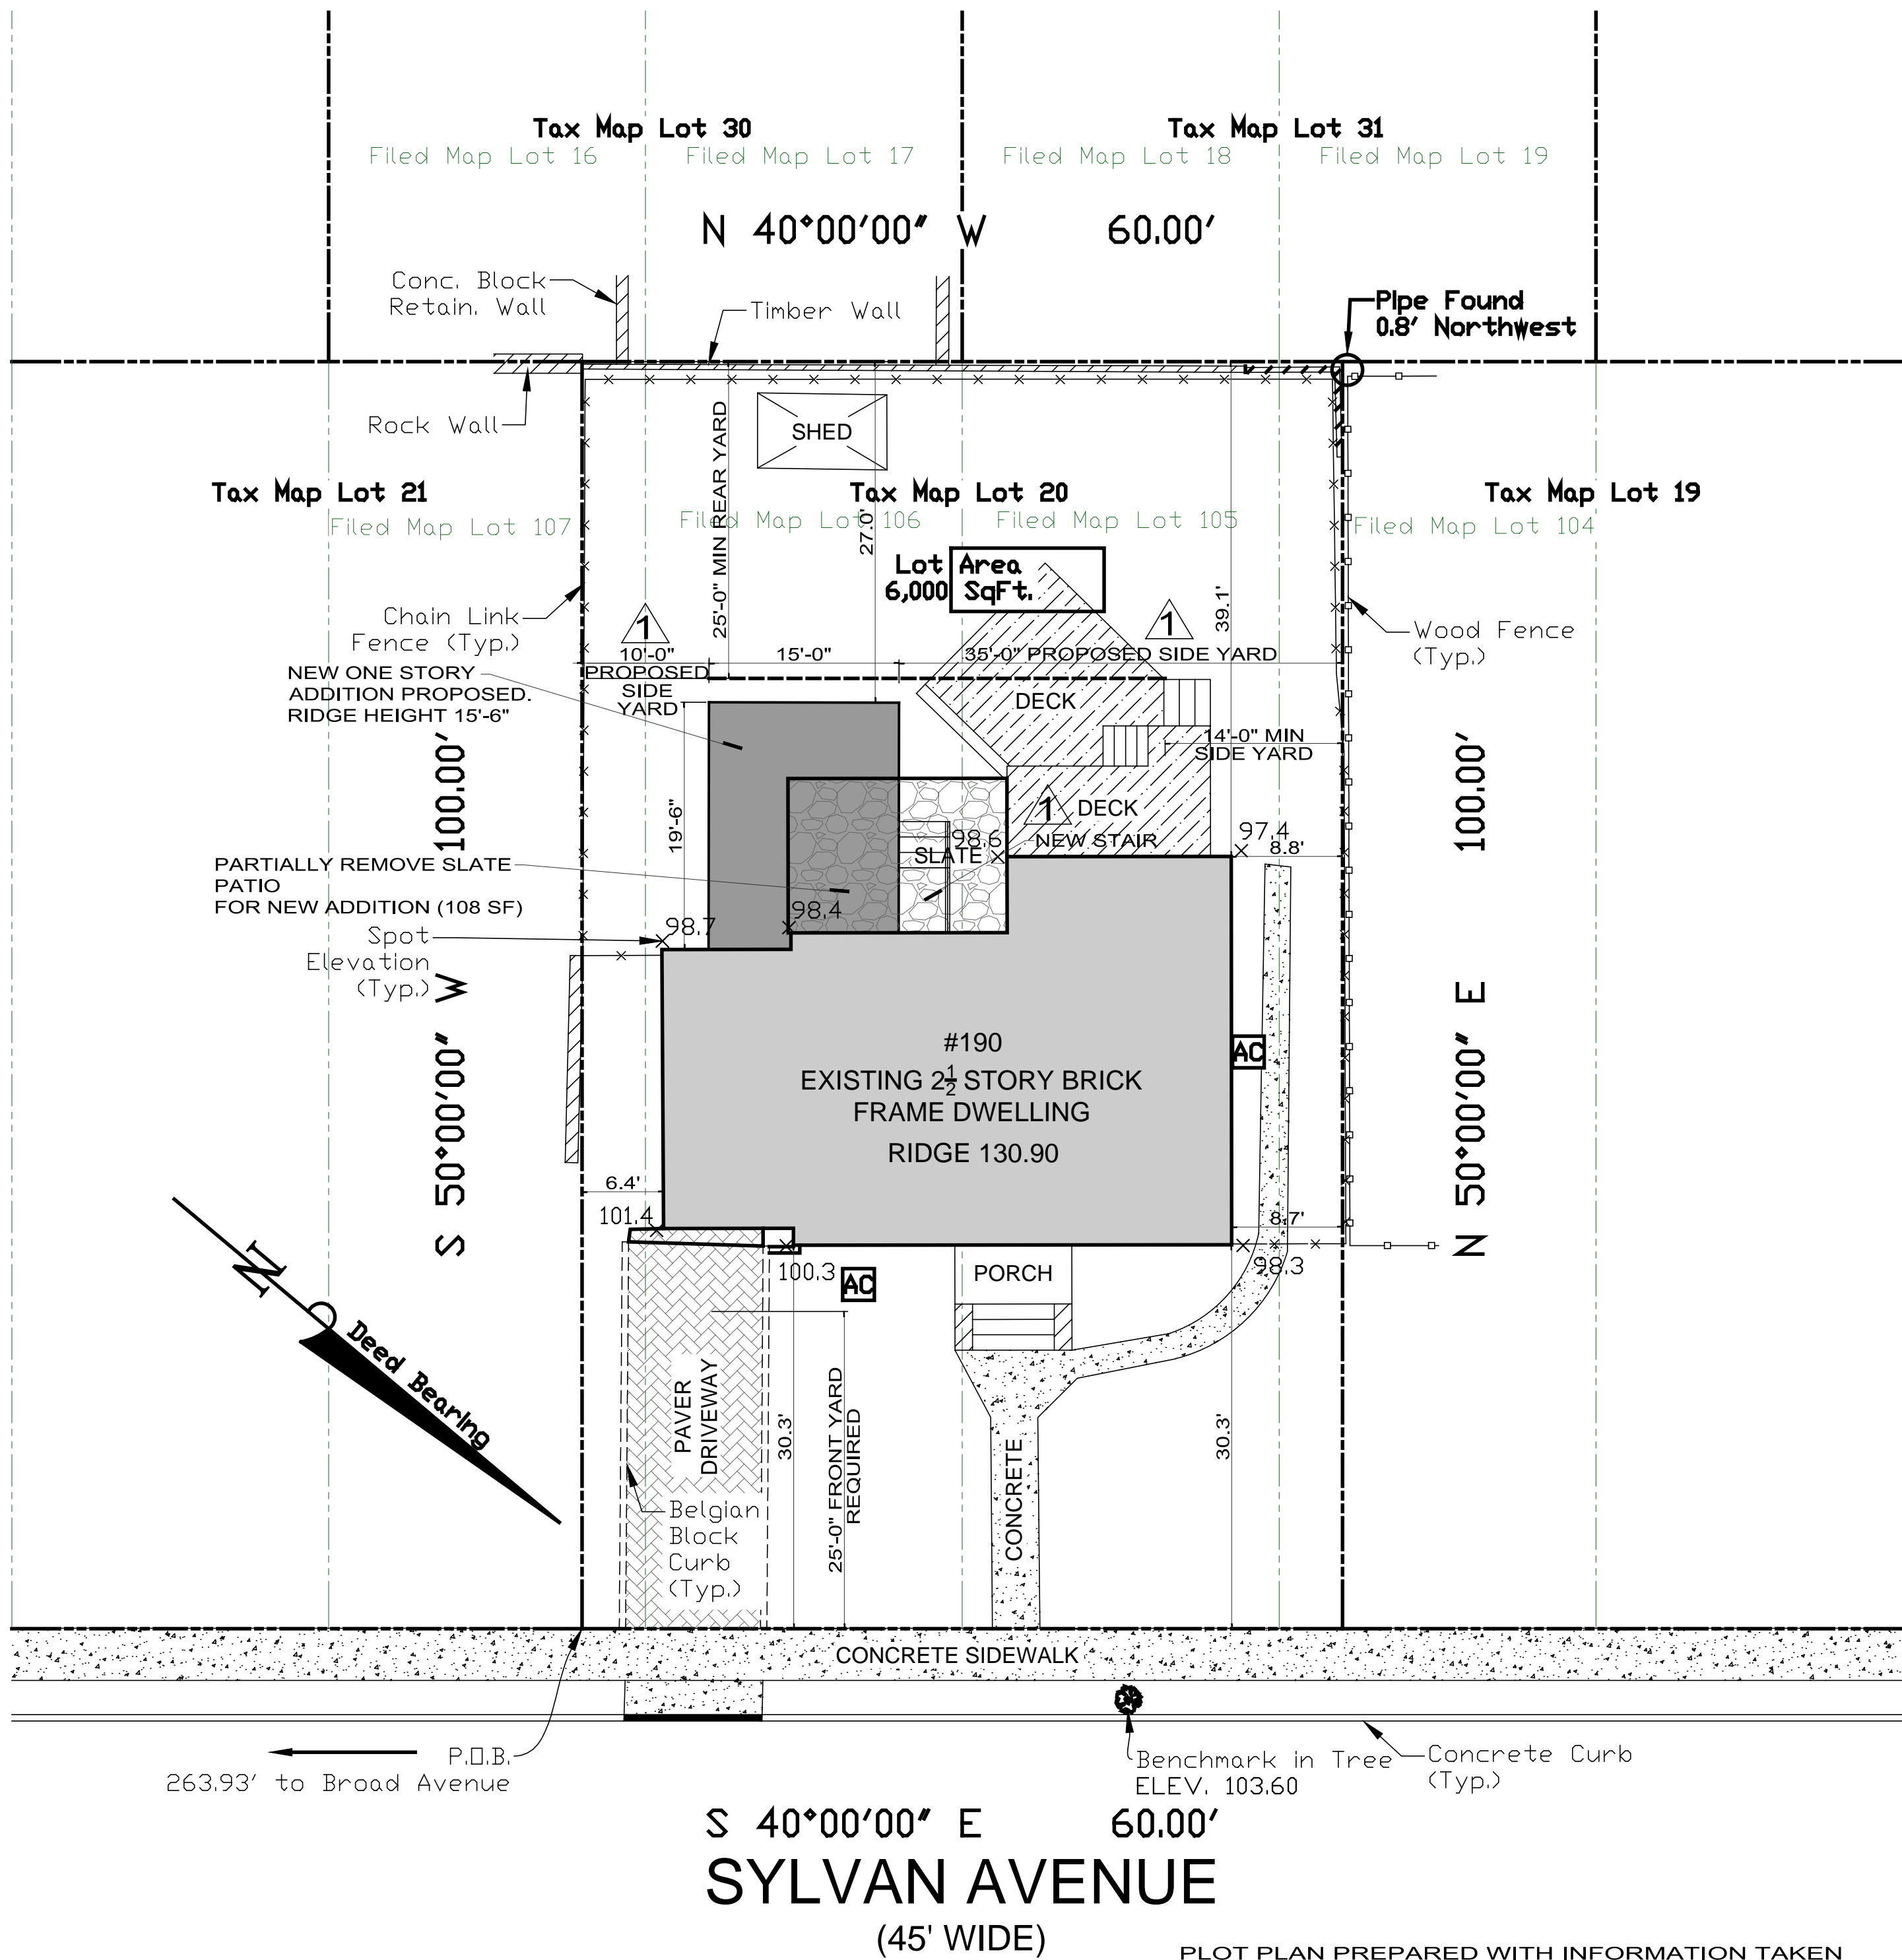 Tax Map Lot 30
Tax Map Lot 31
Filed Map Lot 16
Filed Map Lot 17
Filed Map Lot 18
Filed Map Lot 19
N 40°00'00" W 60.00'
Conc. Block
Retain. Wall
Timber Wall
Pipe Found
0.8' Northwest
Rock Wall
SHED
25'-0" MIN REAR YARD
27.0'
Tax Map Lot 21
Tax Map Lot 20
Tax Map Lot 19
Filed Map Lot 107
Filed Map Lot 106
Filed Map Lot 105
Filed Map Lot 104
Lot Area
6,000 SqFt.
39.1'
Chain Link
Fence (Typ.)
1
1
Wood Fence
(Typ.)
10'-0"
PROPOSED
SIDE
YARD
15'-0"
35'-0" PROPOSED SIDE YARD
NEW ONE STORY
ADDITION PROPOSED.
RIDGE HEIGHT 15'-6"
DECK
14'-0" MIN
SIDE YARD
S 50°00'00" W 100.00'
N 50°00'00" E 100.00'
19'-6"
1
DECK
NEW STAIR
98.6
SLATE
97.4
8.8'
PARTIALLY REMOVE SLATE
PATIO
FOR NEW ADDITION (108 SF)
98.7
98.4
Spot
Elevation
(Typ.)
#190
EXISTING 2½ STORY BRICK
FRAME DWELLING
RIDGE 130.90
AC
6.4'
101.4
8.7'
98.3
100.3
AC
PORCH
N
Deed Bearing
PAVER
DRIVEWAY
30.3'
25'-0" FRONT YARD
REQUIRED
CONCRETE
30.3'
Belgian
Block
Curb
(Typ.)
CONCRETE SIDEWALK
P.O.B.
263.93' to Broad Avenue
Benchmark in Tree
ELEV. 103.60
Concrete Curb
(Typ.)
S 40°00'00" E 60.00'
SYLVAN AVENUE
(45' WIDE)
PLOT PLAN PREPARED WITH INFORMATION TAKEN